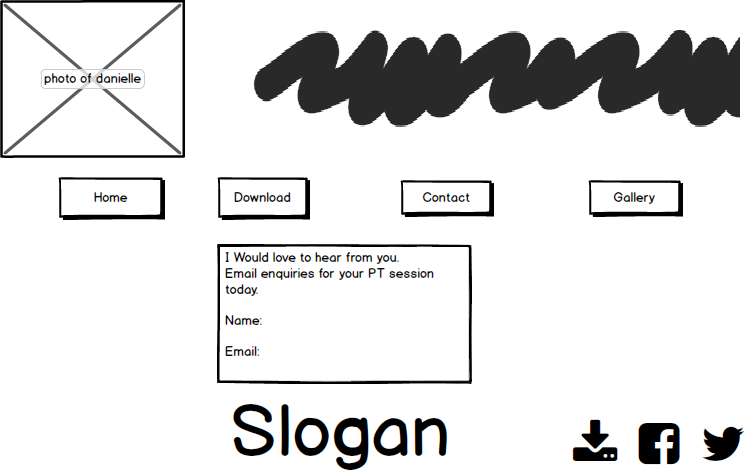 photo of danielle
Home
Download
Contact
Gallery
I Would love to hear from you.
Email enquiries for your PT session
today.
Name:
Email:
Slogan